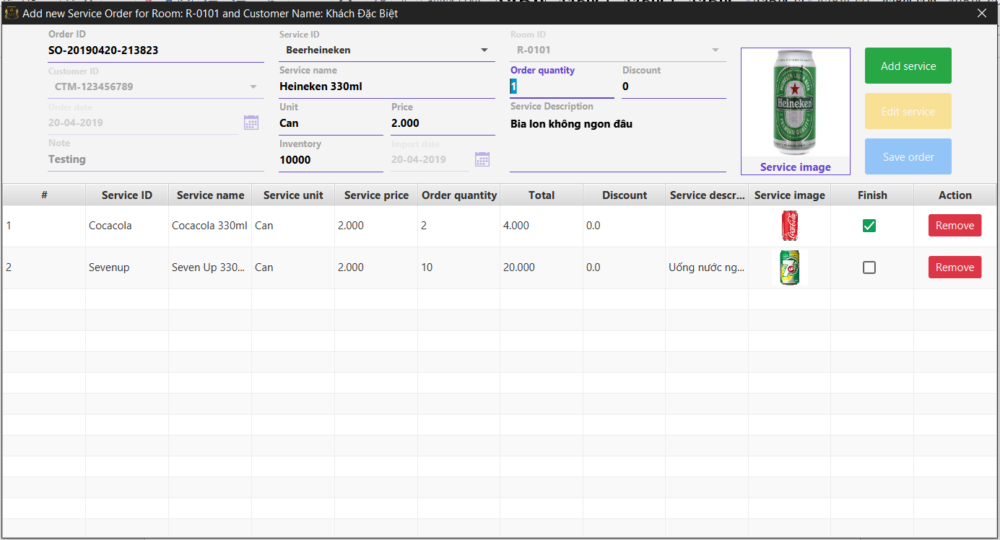 Add new Service Order for Room: R-0101 and Customer Name: Khách Đặc Biệt
Order ID
SO-20190420-213823
Customer ID
CTM-123456789
Order date
20-04-2019
Note
Testing
Service ID
Beerheineken
Service name
Heineken 330ml
Unit Price
Can 2.000
Inventory Import date
10000 20-04-2019
Room ID
R-0101
Order quantity Discount
1 0
Service Description
Bia lon không ngon đâu
Heineken
Service image
Add service
Edit service
Save order
# Service ID Service name Service unit Service price Order quantity Total Discount Service descr... Service image Finish Action
1 Cocacola Cocacola 330ml Can 2.000 2 4.000 0.0 Coca-Cola Remove
2 Sevenup Seven Up 330... Can 2.000 10 20.000 0.0 Uống nước ng... 7 UP Remove